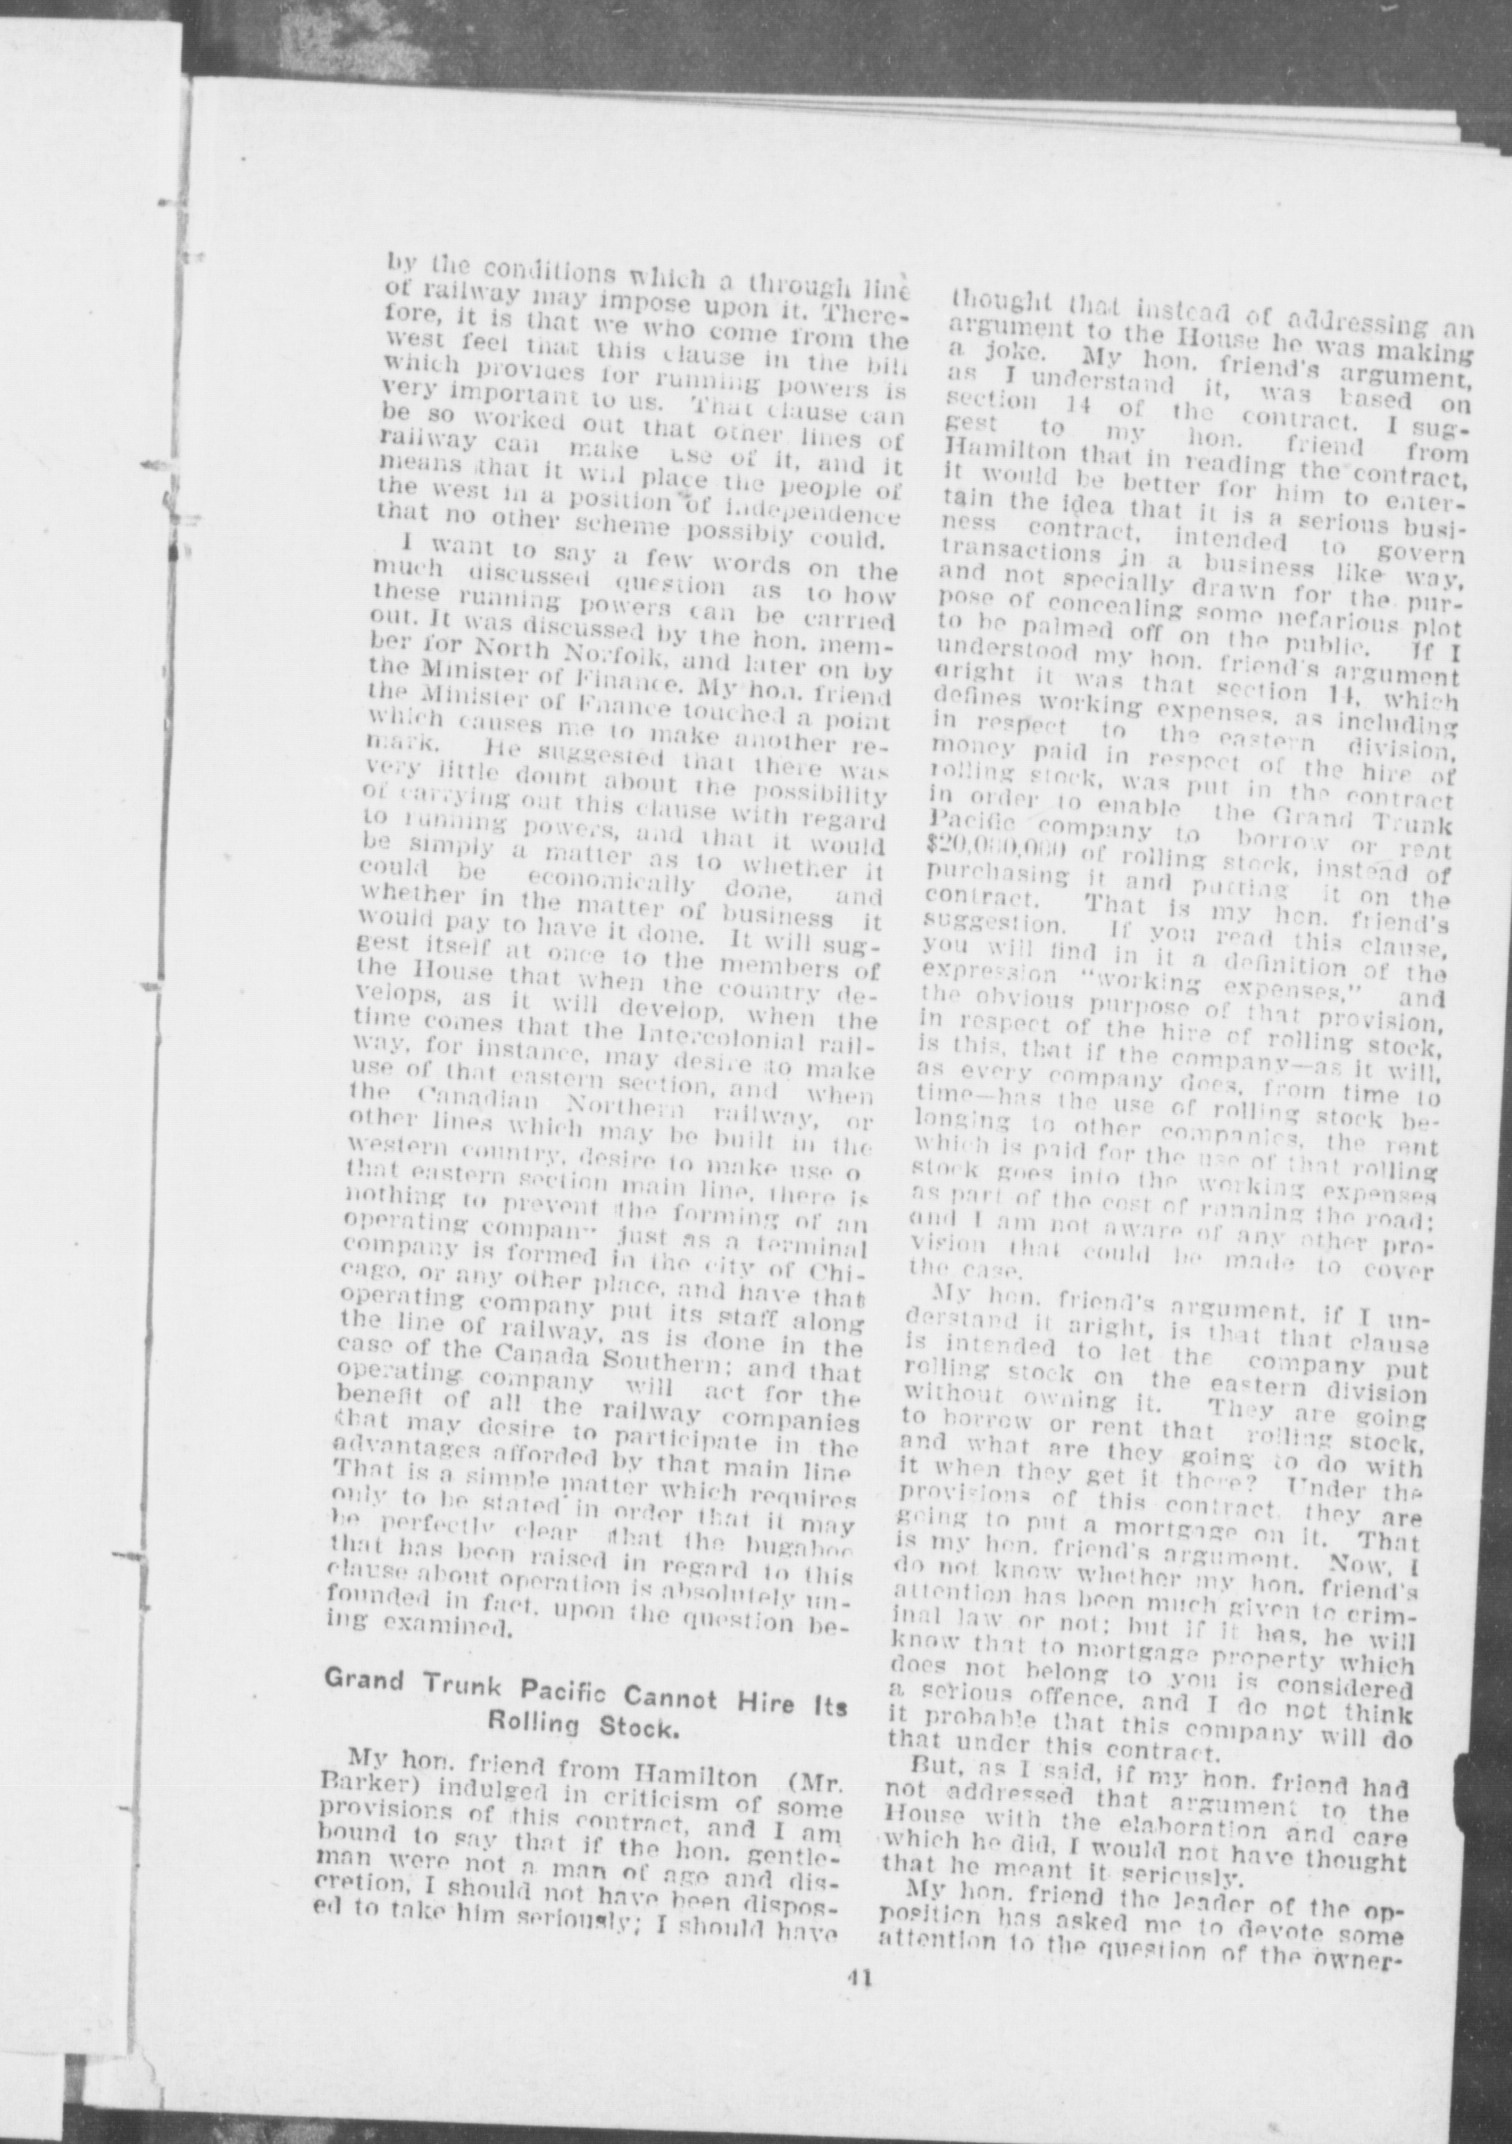 by the conditions which a through line
of railway may impose upon it. There-
fore, it is that we who come from the
west feel that this clause in the bill
which provides for running powers is
very important to us. That clause can
be so worked out that other lines of
railway can make use of it, and it
means that it will place the people of
the west in a position of independence
that no other scheme possibly could.
I want to say a few words on the
much discussed question as to how
these running powers can be carried
out. It was discussed by the hon. mem-
ber for North Norfolk, and later on by
the Minister of Finance. My hon. friend
the Minister of Fnance touched a point
which causes me to make another re-
mark. He suggested that there was
very little doubt about the possibility
of carrying out this clause with regard
to running powers, and that it would
be simply a matter as to whether it
could be economically done, and
whether in the matter of business it
would pay to have it done. It will sug-
gest itself at once to the members of
the House that when the country de-
velops, as it will develop, when the
time comes that the Intercolonial rail-
way, for instance, may desire to make
use of that eastern section, and when
the Canadian Northern railway, or
other lines which may be built in the
western country, desire to make use o
that eastern section main line, there is
nothing to prevent the forming of an
operating company just as a terminal
company is formed in the city of Chi-
cago, or any other place, and have that
operating company put its staff along
the line of railway, as is done in the
case of the Canada Southern; and that
operating company will act for the
benefit of all the railway companies
that may desire to participate in the
advantages afforded by that main line
That is a simple matter which requires
only to be stated in order that it may
be perfectly clear that the bugaboo
that has been raised in regard to this
clause about operation is absolutely un-
founded in fact, upon the question be-
ing examined.
Grand Trunk Pacific Cannot Hire Its
Rolling Stock.
My hon. friend from Hamilton (Mr.
Barker) indulged in criticism of some
provisions of this contract, and I am
bound to say that if the hon. gentle-
man were not a man of age and dis-
cretion, I should not have been dispos-
ed to take him seriously; I should have
thought that instead of addressing an
argument to the House he was making
a joke. My hon. friend's argument,
as I understand it, was based on
section 14 of the contract. I sug-
gest to my hon. friend from
Hamilton that in reading the contract,
it would be better for him to enter-
tain the idea that it is a serious busi-
ness contract, intended to govern
transactions in a business like way,
and not specially drawn for the pur-
pose of concealing some nefarious plot
to be palmed off on the public. If I
understood my hon. friend's argument
aright it was that section 14, which
defines working expenses, as including
in respect to the eastern division,
money paid in respect of the hire of
rolling stock, was put in the contract
in order to enable the Grand Trunk
Pacific company to borrow or rent
$20,000,000 of rolling stock, instead of
purchasing it and putting it on the
contract. That is my hon. friend's
suggestion. If you read this clause,
you will find in it a definition of the
expression "working expenses," and
the obvious purpose of that provision,
in respect of the hire of rolling stock,
is this, that if the company—as it will,
as every company does, from time to
time—has the use of rolling stock be-
longing to other companies, the rent
which is paid for the use of that rolling
stock goes into the working expenses
as part of the cost of running the road;
and I am not aware of any other pro-
vision that could be made to cover
the case.
My hon. friend's argument, if I un-
derstand it aright, is that that clause
is intended to let the company put
rolling stock on the eastern division
without owning it. They are going
to borrow or rent that rolling stock,
and what are they going to do with
it when they get it there? Under the
provisions of this contract, they are
going to put a mortgage on it. That
is my hon. friend's argument. Now, I
do not know whether my hon. friend's
attention has been much given to crim-
inal law or not; but if it has, he will
know that to mortgage property which
does not belong to you is considered
a serious offence, and I do not think
it probable that this company will do
that under this contract.
But, as I said, if my hon. friend had
not addressed that argument to the
House with the elaboration and care
which he did, I would not have thought
that he meant it seriously.
My hon. friend the leader of the op-
position has asked me to devote some
attention to the question of the owner-
41